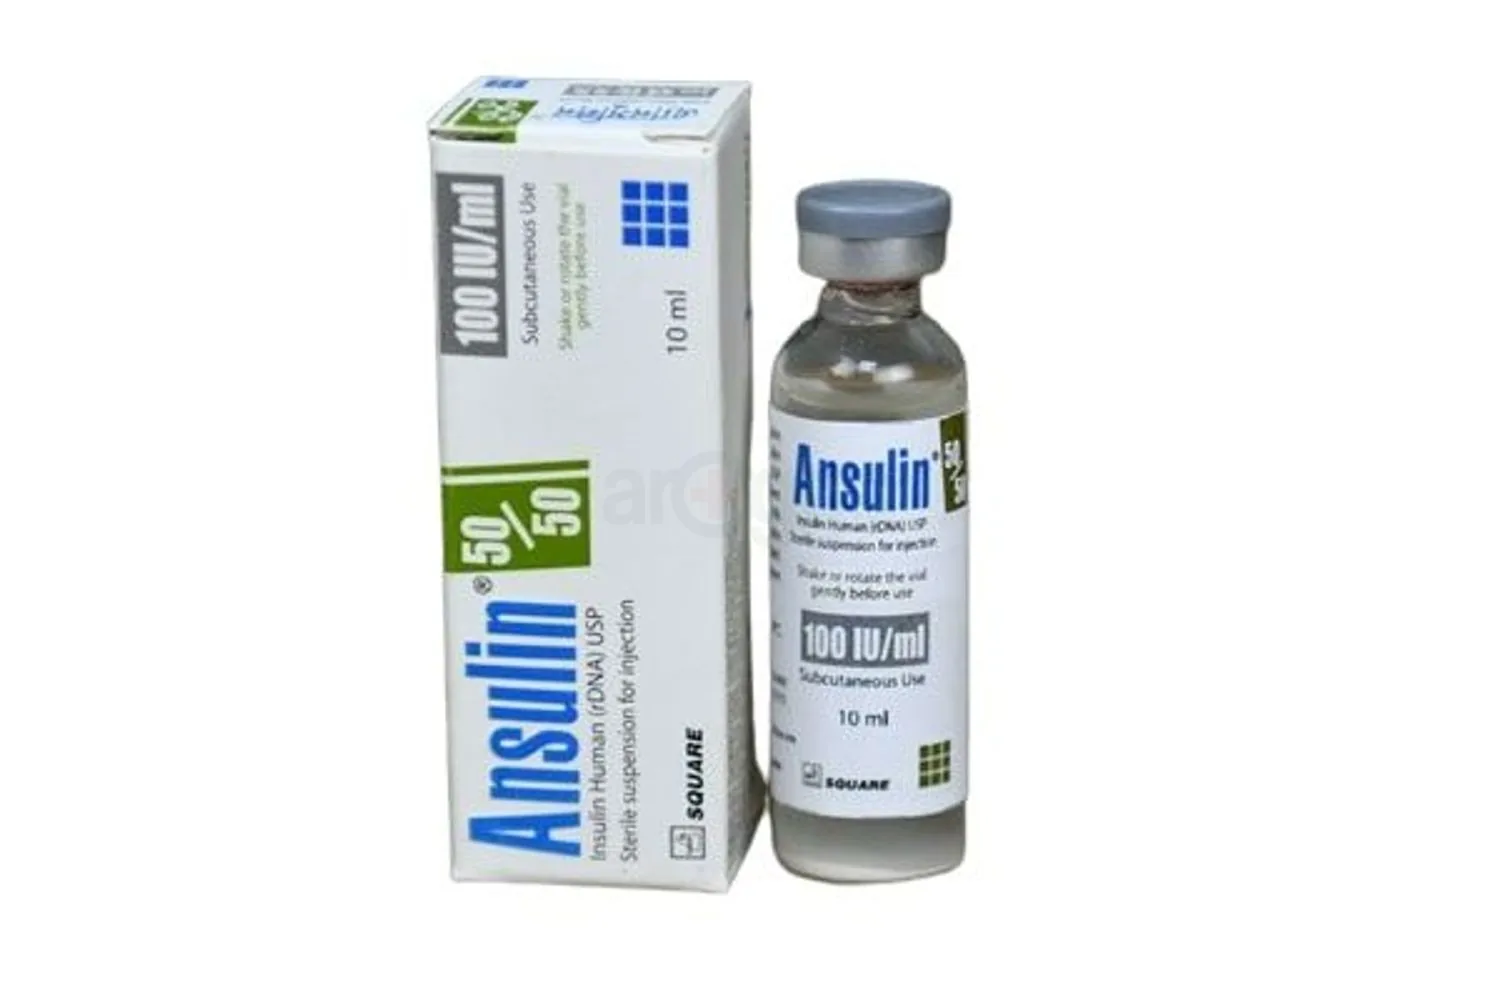 100 IU/ml
Subcutaneous Use
Shake or rotate the vial
gently before use
10 ml
Ansulin® 50/50
Insulin Human (rDNA) USP
Sterile suspension for injection
SQUARE
Ansulin® 50/50
Insulin Human (rDNA) USP
Sterile suspension for injection
Shake or rotate the vial
gently before use
100 IU/ml
Subcutaneous Use
10 ml
SQUARE